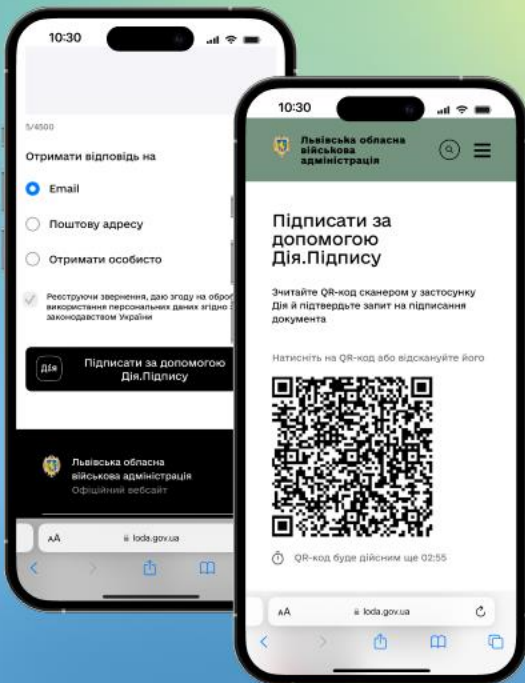 10:30
5/4500
Отримати відповідь на
Email
Поштову адресу
Отримати особисто
Реєструючи звернення, даю згоду на
використання персональних даних згідно
законодавством України
Дія
Підписати за допомогою
Дія.Підпису
Львівська обласна
військова адміністрація
Офіційний вебсайт
AA
loda.gov.ua
10:30
Львівська обласна
військова
адміністрація
Підписати за
допомогою
Дія.Підпису
Зчитайте QR-код сканером у застосунку
Дія й підтвердьте запит на підписання
документа
Натисніть на QR-код або відскануйте його
QR-код буде дійсним ще 02:55
AA
loda.gov.ua